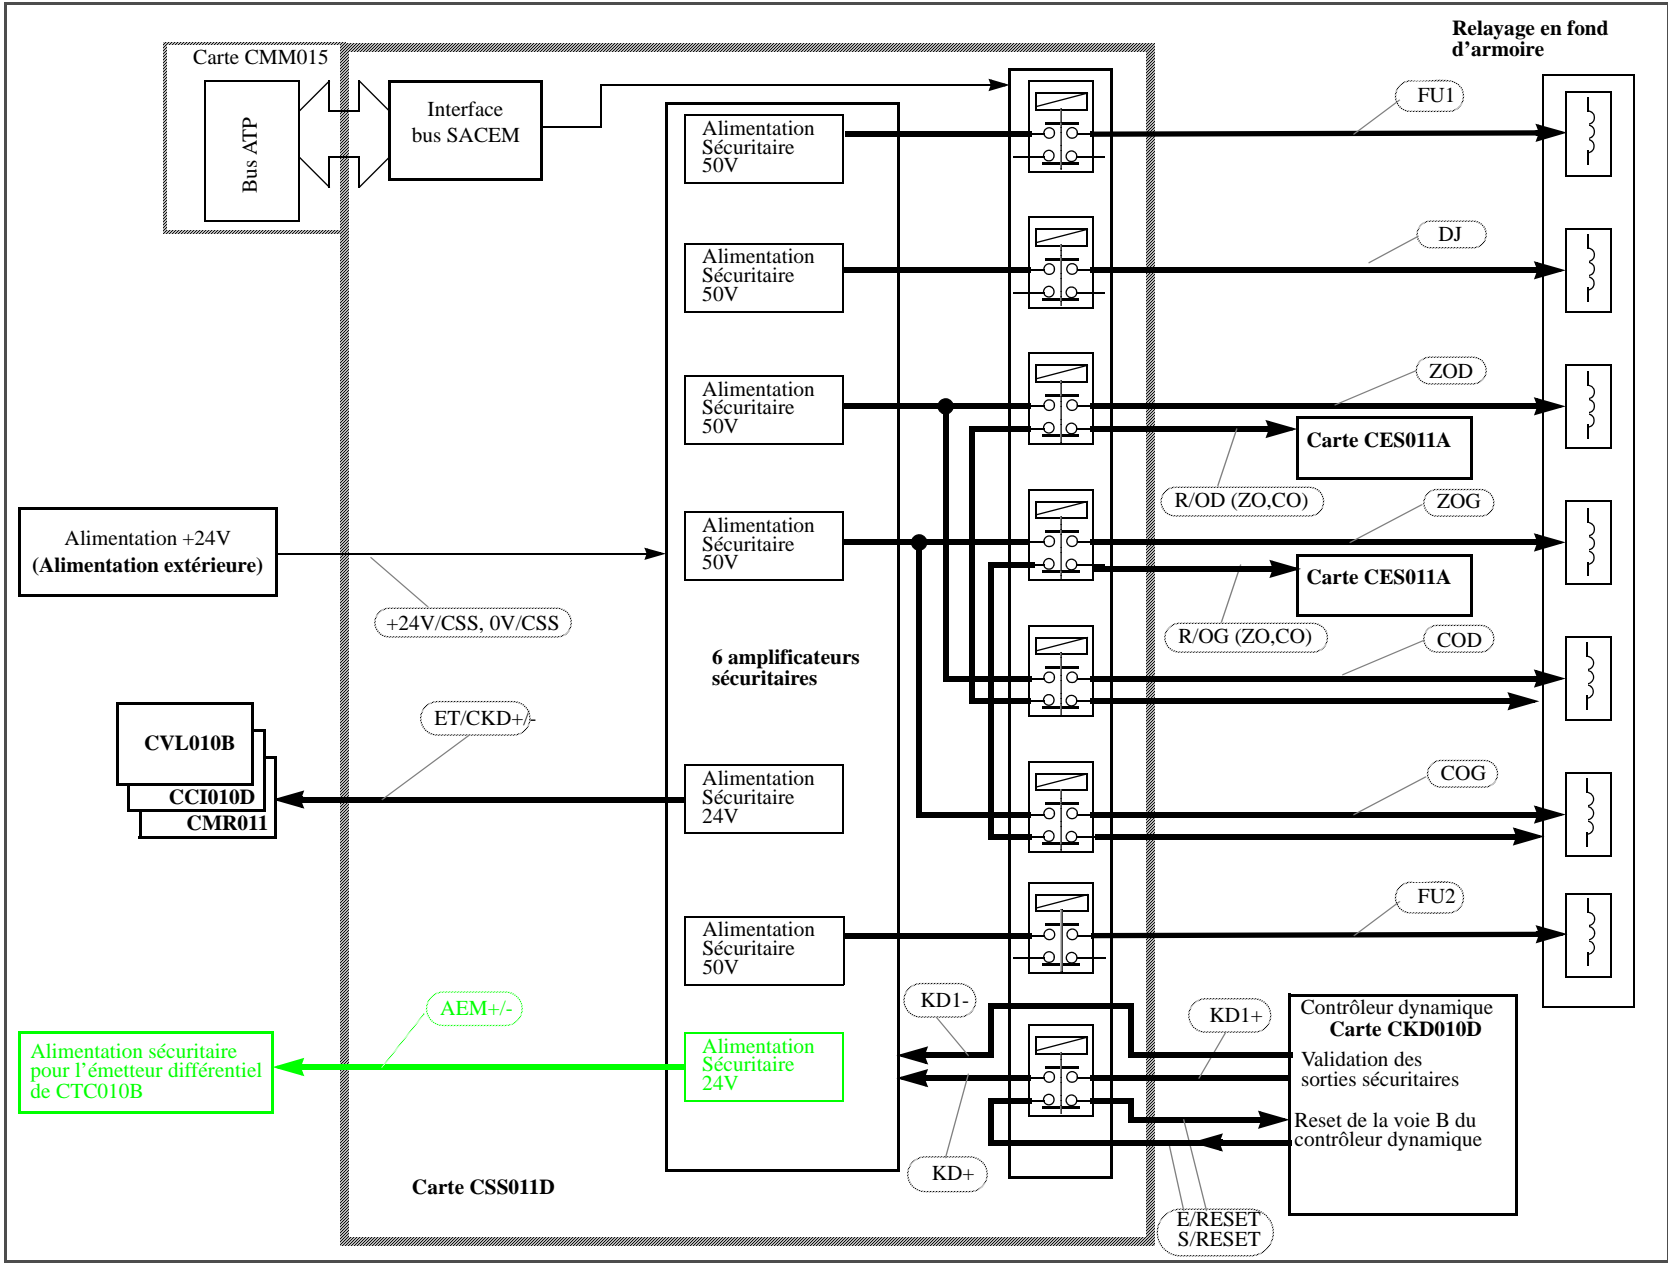 Relayage en fond
d'armoire
Carte CMM015
Bus ATP
Interface
bus SACEM
Alimentation
Sécuritaire
50V
FU1
Alimentation
Sécuritaire
50V
DJ
Alimentation
Sécuritaire
50V
ZOD
Carte CES011A
R/OD (ZO,CO)
Alimentation +24V
(Alimentation extérieure)
+24V/CSS, 0V/CSS
Alimentation
Sécuritaire
50V
ZOG
Carte CES011A
R/OG (ZO,CO)
6 amplificateurs
sécuritaires
COD
CVL010B
CCI010D
CMR011
ET/CKD+/-
Alimentation
Sécuritaire
24V
COG
Alimentation
Sécuritaire
50V
FU2
AEM+/-
Alimentation sécuritaire
pour l'émetteur différentiel
de CTC010B
Alimentation
Sécuritaire
24V
KD1-
KD1+
KD+
Contrôleur dynamique
Carte CKD010D
Validation des
sorties sécuritaires
Reset de la voie B du
contrôleur dynamique
E/RESET
S/RESET
Carte CSS011D